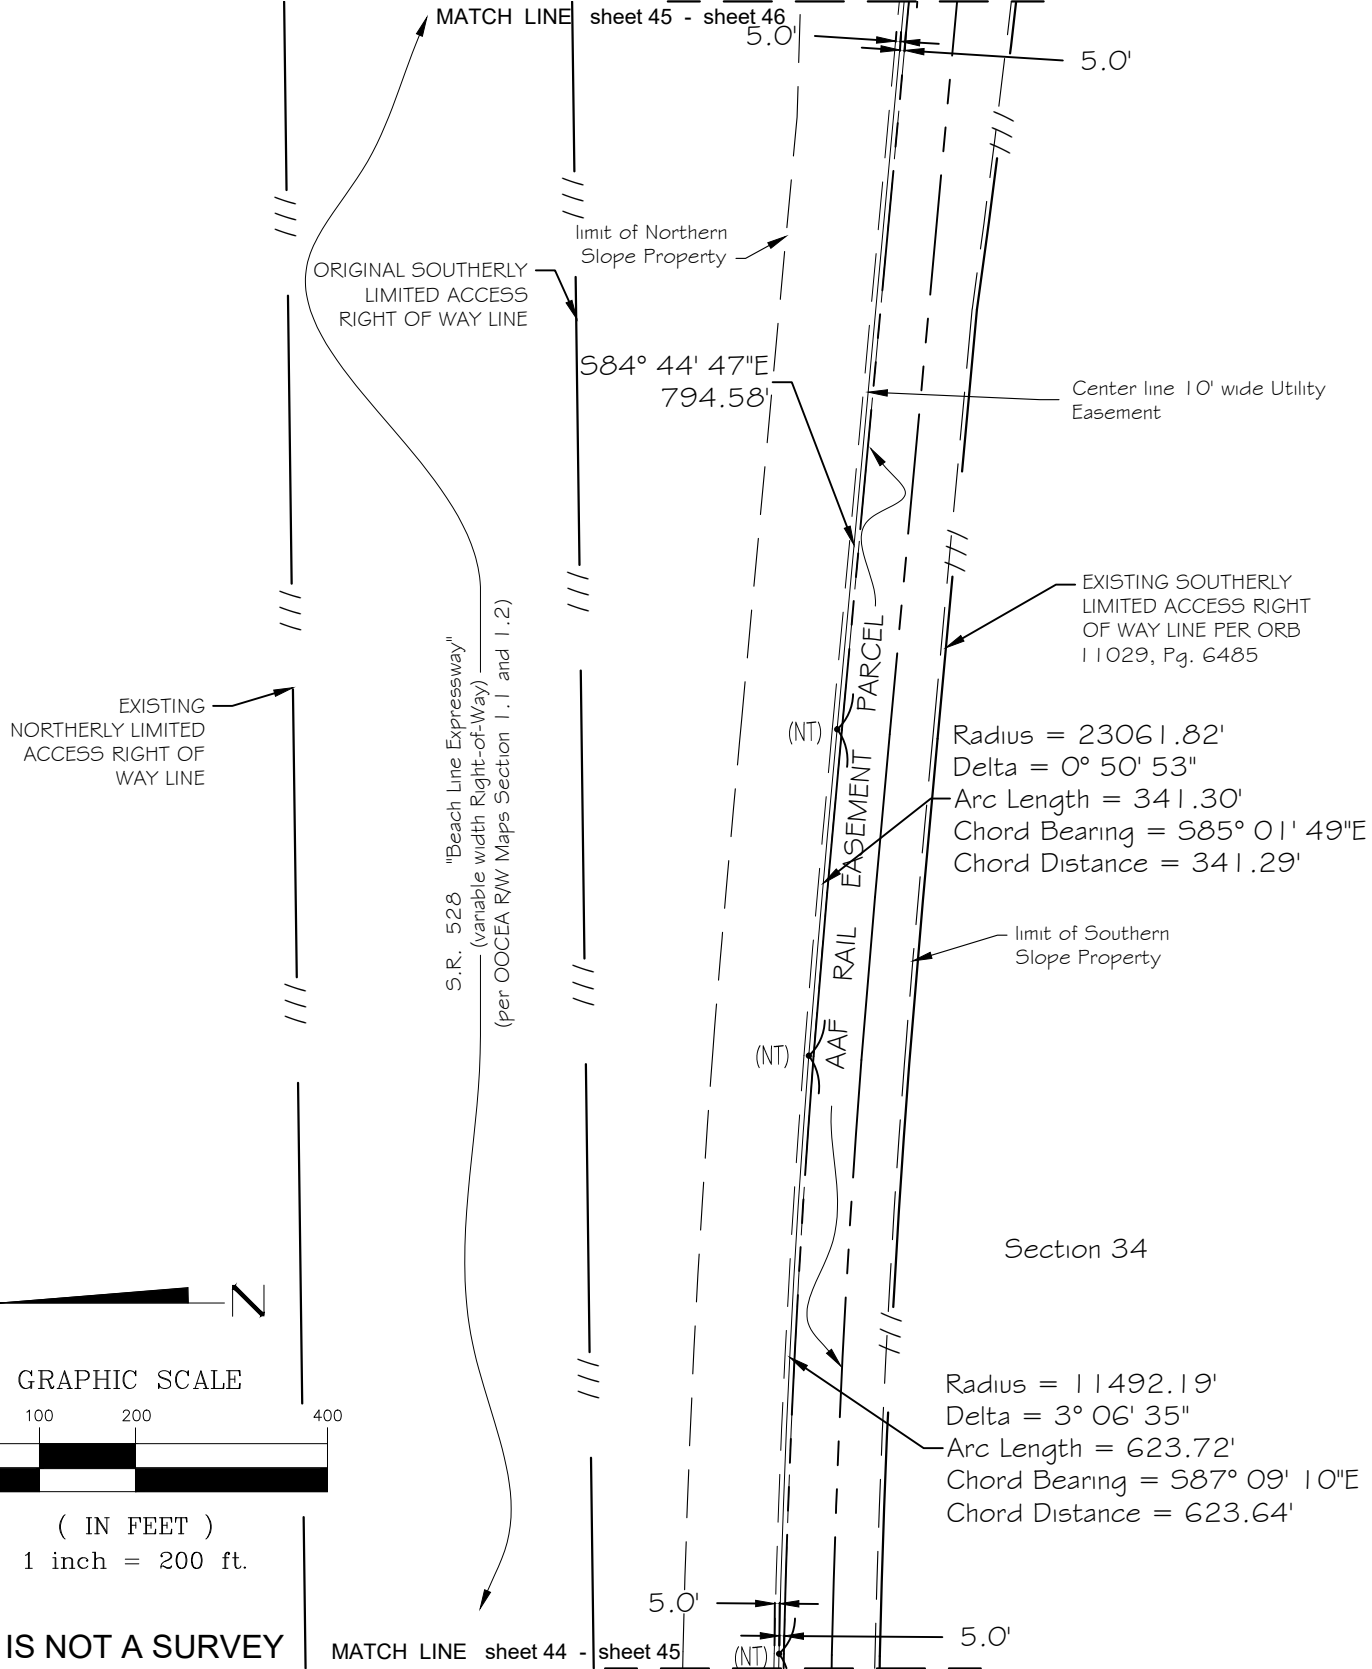 MATCH LINE sheet 45 - sheet 46
5.0'
5.0'
limit of Northern
Slope Property
ORIGINAL SOUTHERLY
LIMITED ACCESS
RIGHT OF WAY LINE
S84° 44' 47"E
794.58'
Center line 10' wide Utility
Easement
EXISTING SOUTHERLY
LIMITED ACCESS RIGHT
OF WAY LINE PER ORB
11029, Pg. 6485
EXISTING
NORTHERLY LIMITED
ACCESS RIGHT OF
WAY LINE
S.R. 528 "Beach Line Expressway"
(variable width Right-of-Way)
(per OOCEA R/W Maps Section 1.1 and 1.2)
(NT)
AAF RAIL EASEMENT PARCEL
Radius = 23061.82'
Delta = 0° 50' 53"
Arc Length = 341.30'
Chord Bearing = S85° 01' 49"E
Chord Distance = 341.29'
limit of Southern
Slope Property
(NT)
Section 34
N
GRAPHIC SCALE
100 200 400
( IN FEET )
1 inch = 200 ft.
Radius = 11492.19'
Delta = 3° 06' 35"
Arc Length = 623.72'
Chord Bearing = S87° 09' 10"E
Chord Distance = 623.64'
5.0'
5.0'
(NT)
IS NOT A SURVEY
MATCH LINE sheet 44 - sheet 45